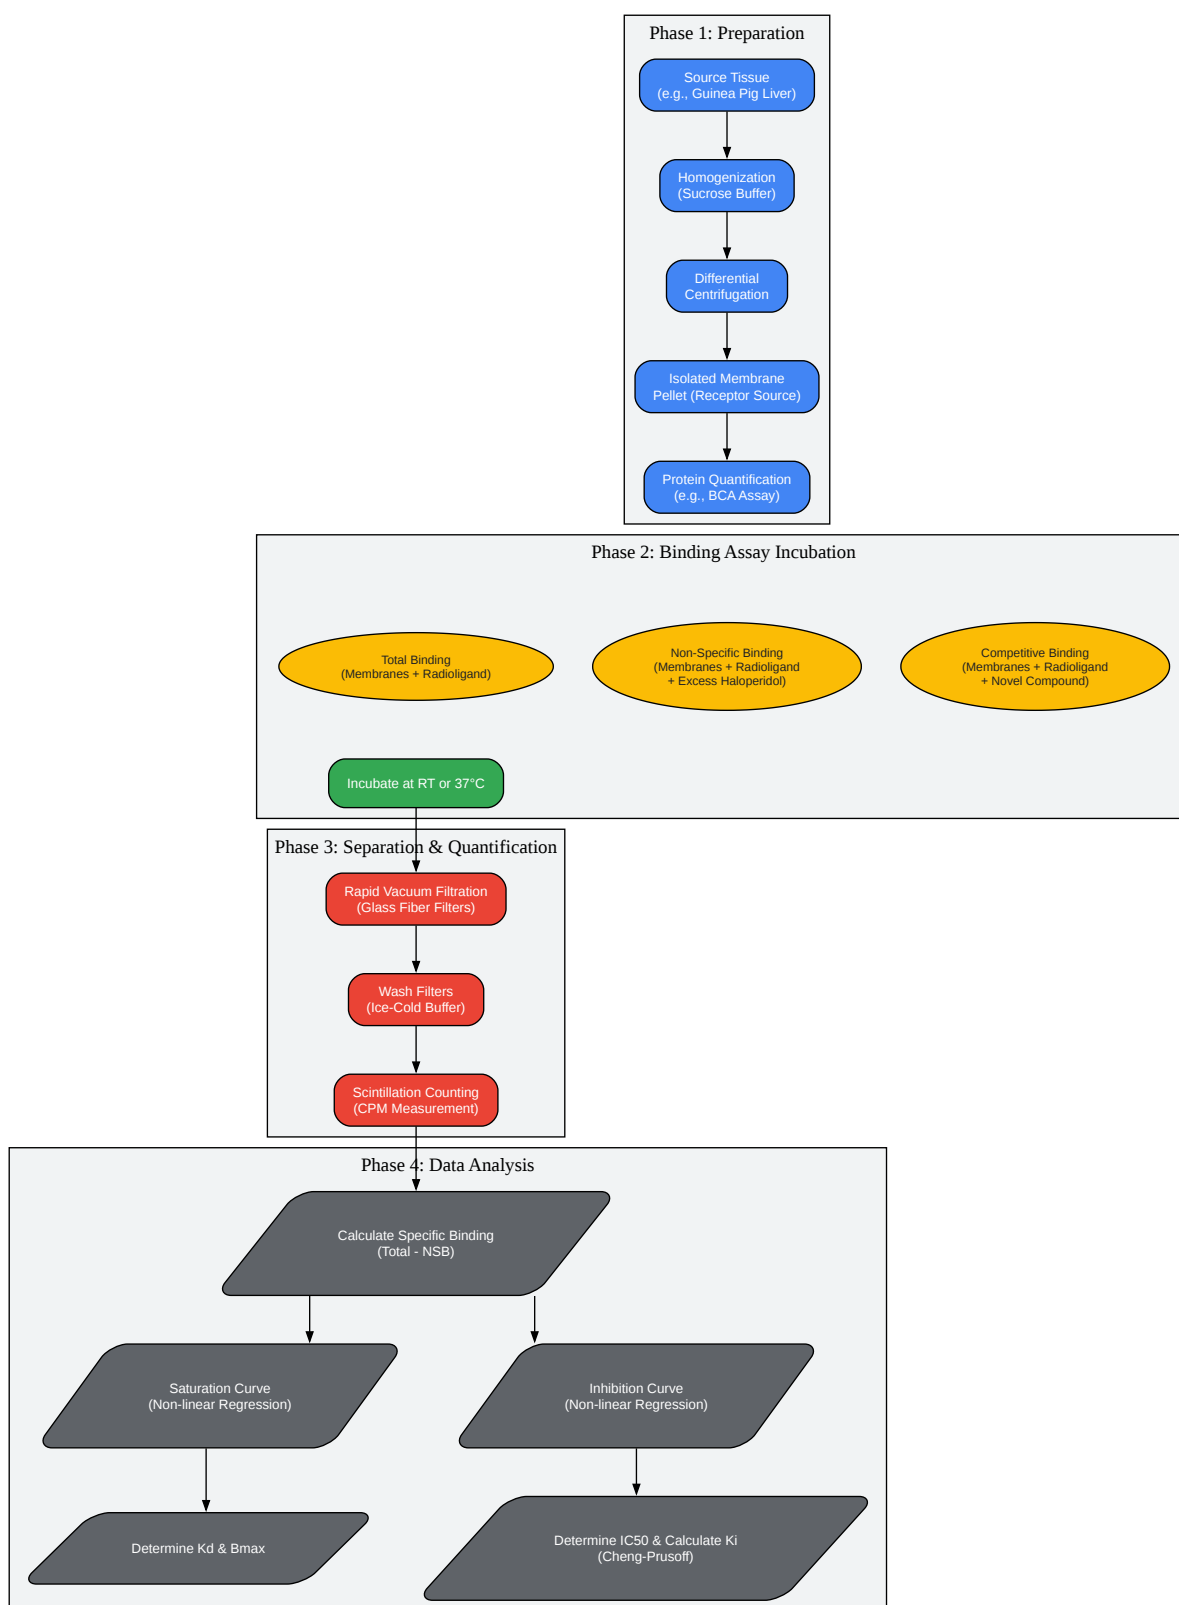 Phase 1: Preparation
Source Tissue
(e.g., Guinea Pig Liver)
Homogenization
(Sucrose Buffer)
Differential
Centrifugation
Isolated Membrane
Pellet (Receptor Source)
Protein Quantification
(e.g., BCA Assay)
Phase 2: Binding Assay Incubation
Total Binding
(Membranes + Radioligand)
Non-Specific Binding
(Membranes + Radioligand
+ Excess Haloperidol)
Competitive Binding
(Membranes + Radioligand
+ Novel Compound)
Incubate at RT or 37°C
Phase 3: Separation & Quantification
Rapid Vacuum Filtration
(Glass Fiber Filters)
Wash Filters
(Ice-Cold Buffer)
Scintillation Counting
(CPM Measurement)
Phase 4: Data Analysis
Calculate Specific Binding
(Total - NSB)
Saturation Curve
(Non-linear Regression)
Inhibition Curve
(Non-linear Regression)
Determine Kd & Bmax
Determine IC50 & Calculate Ki
(Cheng-Prusoff)